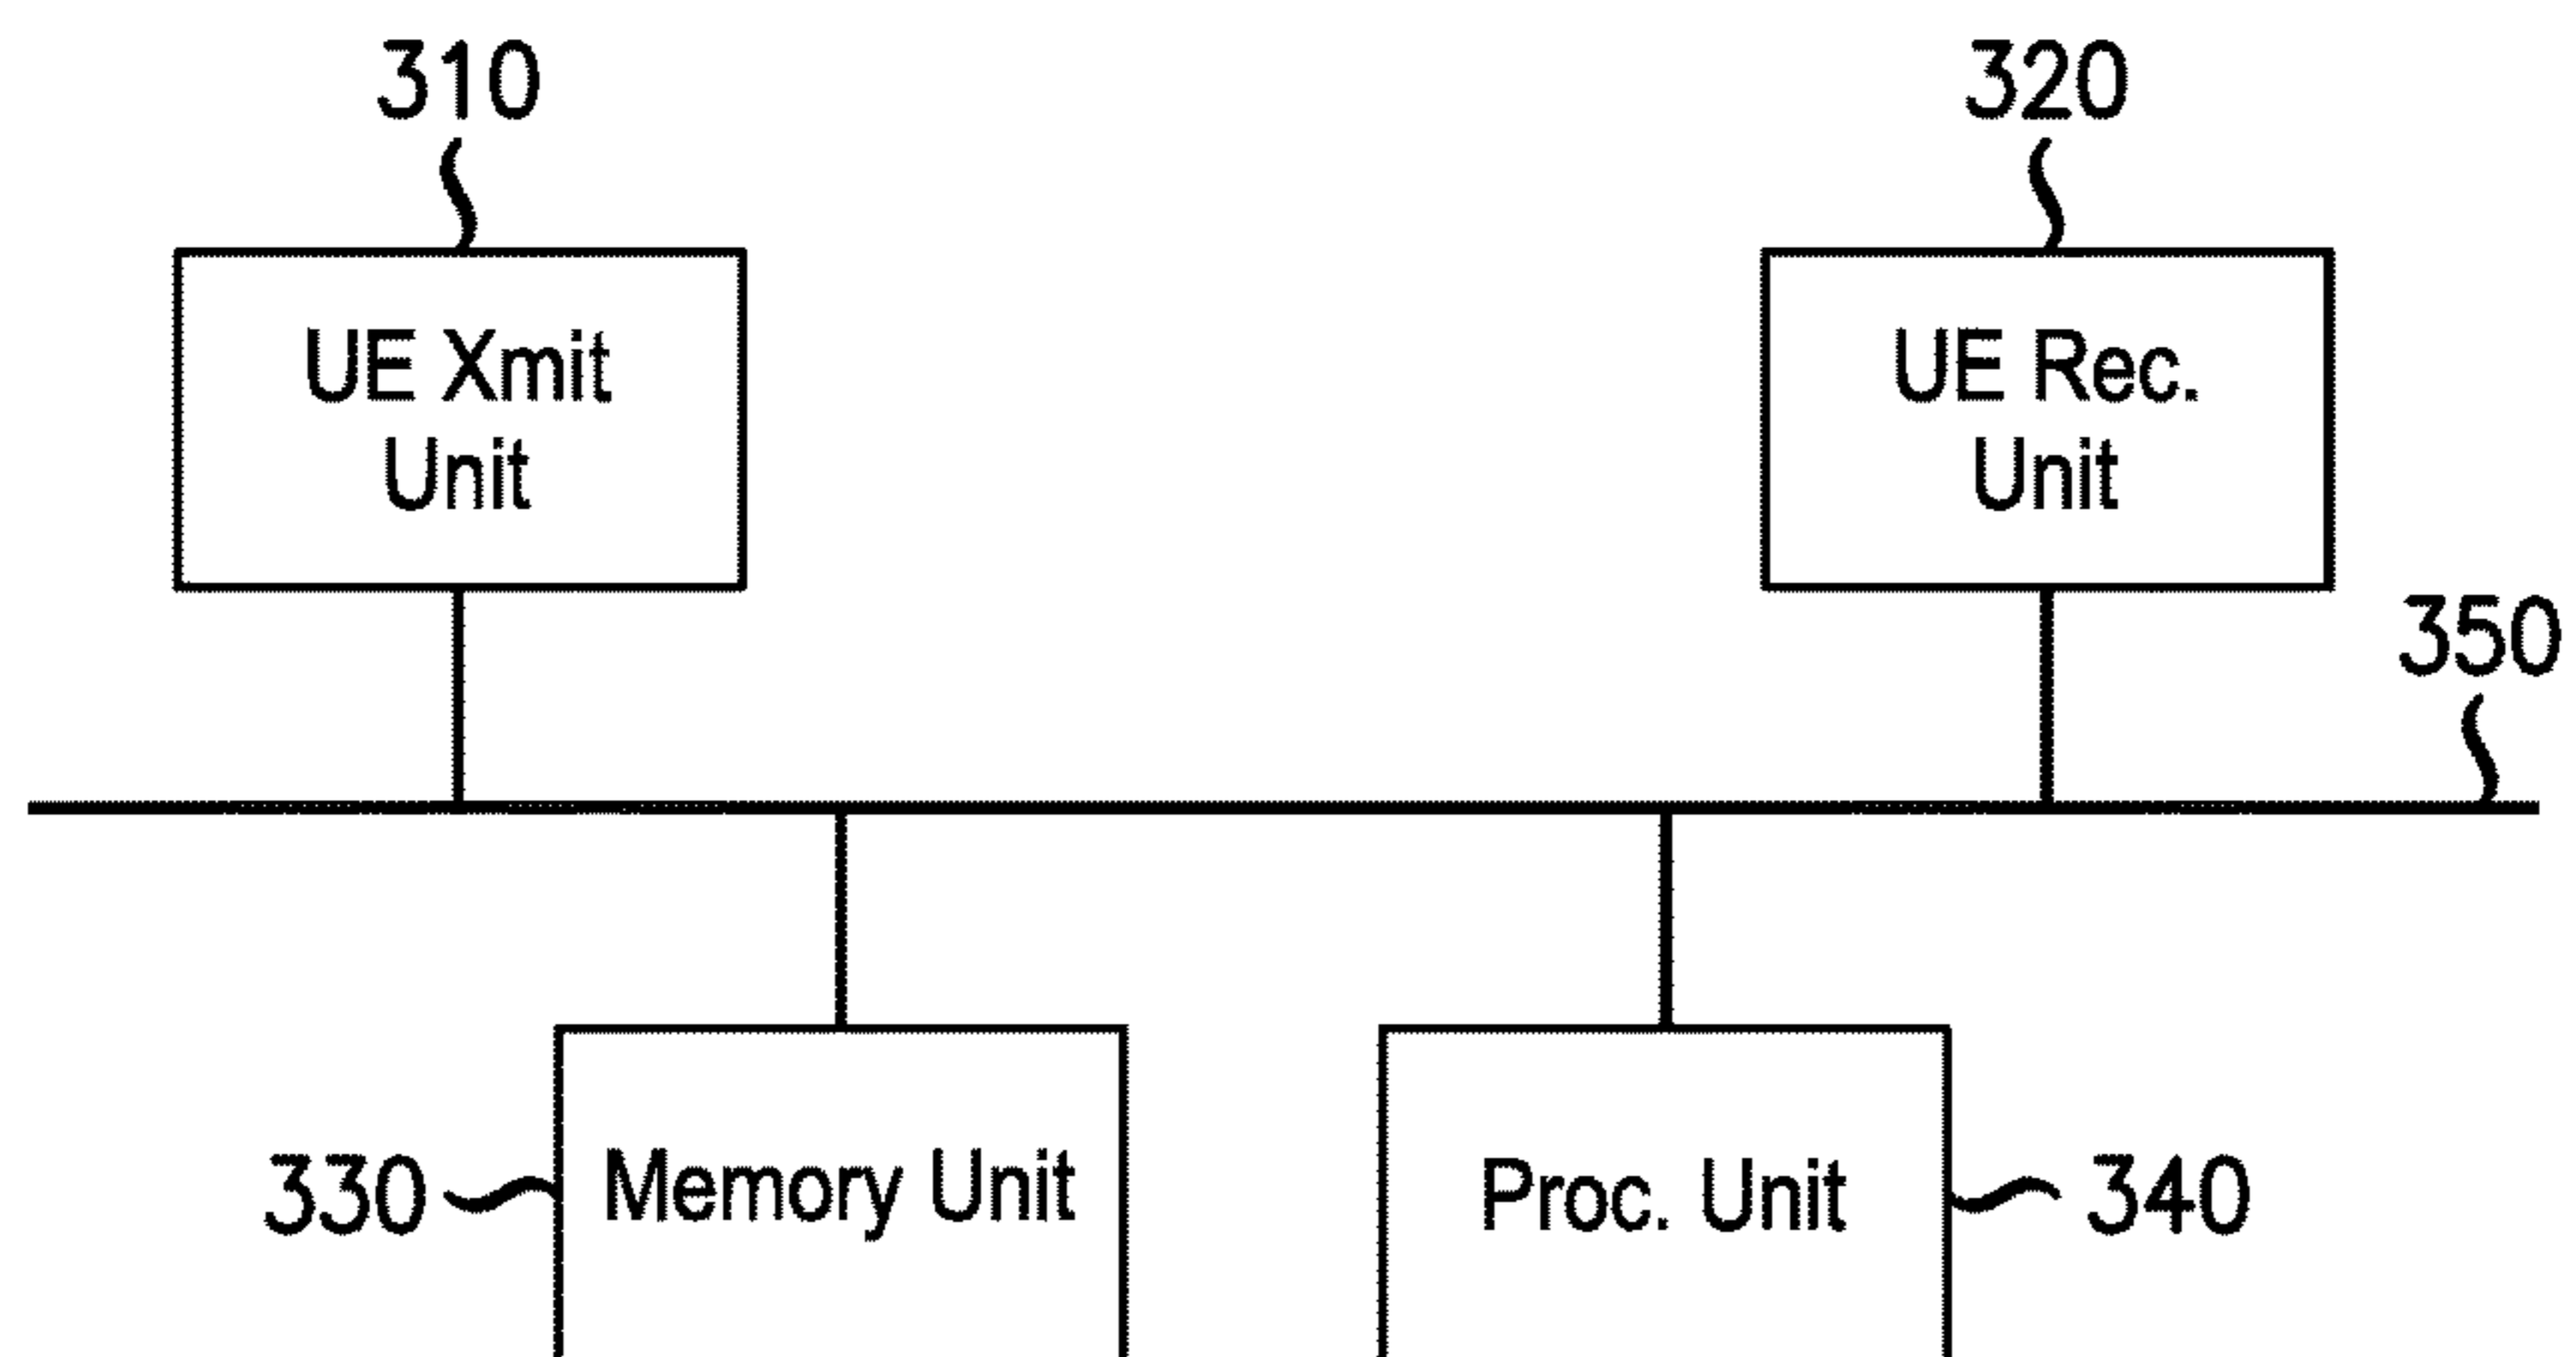 310
320
UE Xmit
Unit
UE Rec.
Unit
350
330
Memory Unit
Proc. Unit
340